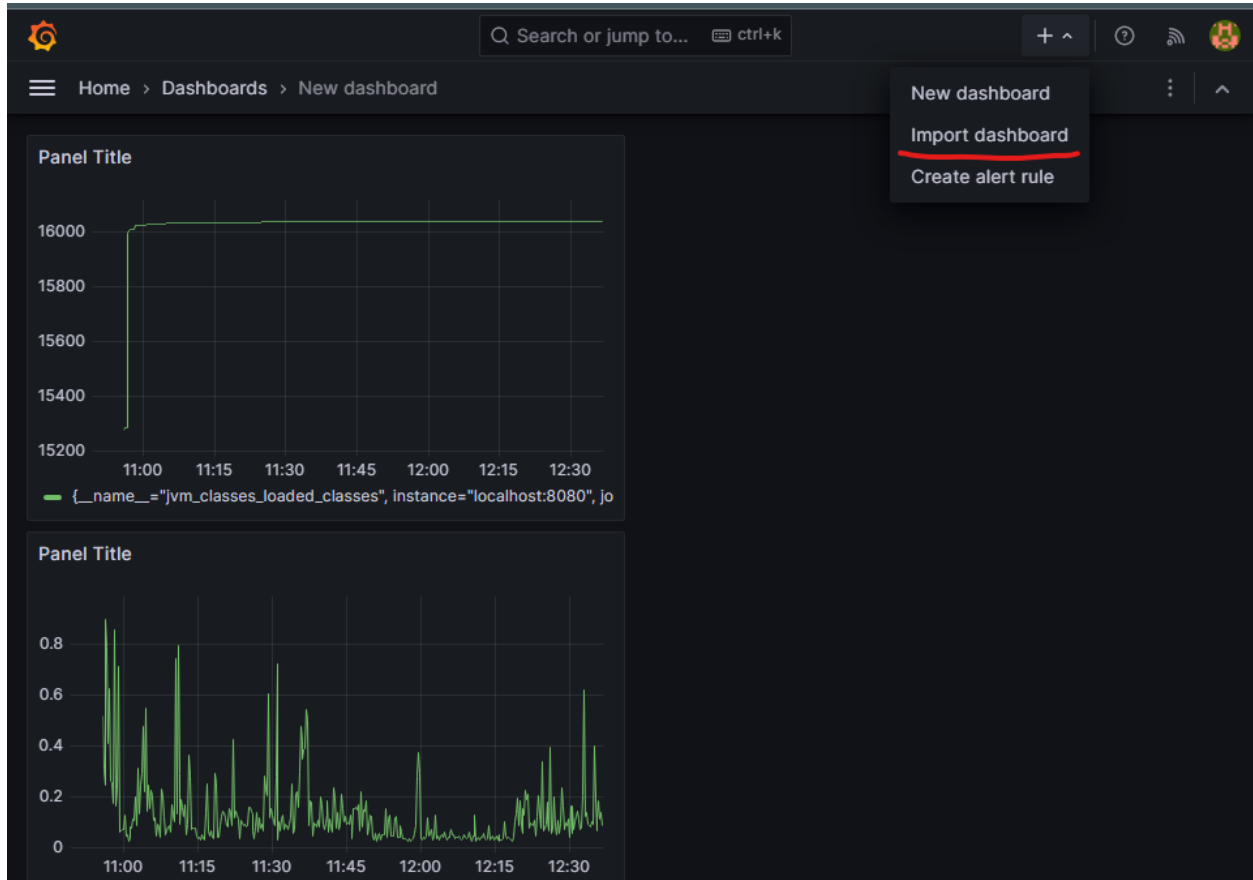 Search or jump to... ctrl+k
Home > Dashboards > New dashboard
New dashboard
Import dashboard
Create alert rule
Panel Title
16000
15800
15600
15400
15200
11:00 11:15 11:30 11:45 12:00 12:15 12:30
{__name__="jvm_classes_loaded_classes", instance="localhost:8080", jo
Panel Title
0.8
0.6
0.4
0.2
0
11:00 11:15 11:30 11:45 12:00 12:15 12:30